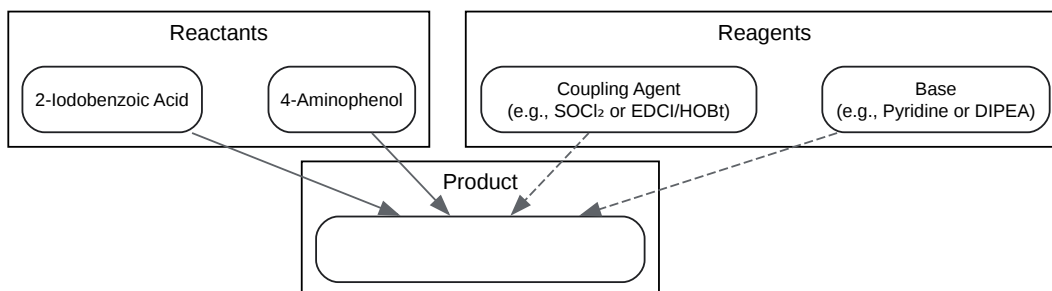 Reactants
Reagents
2-Iodobenzoic Acid
4-Aminophenol
Coupling Agent
(e.g., SOCl₂ or EDCI/HOBt)
Base
(e.g., Pyridine or DIPEA)
Product